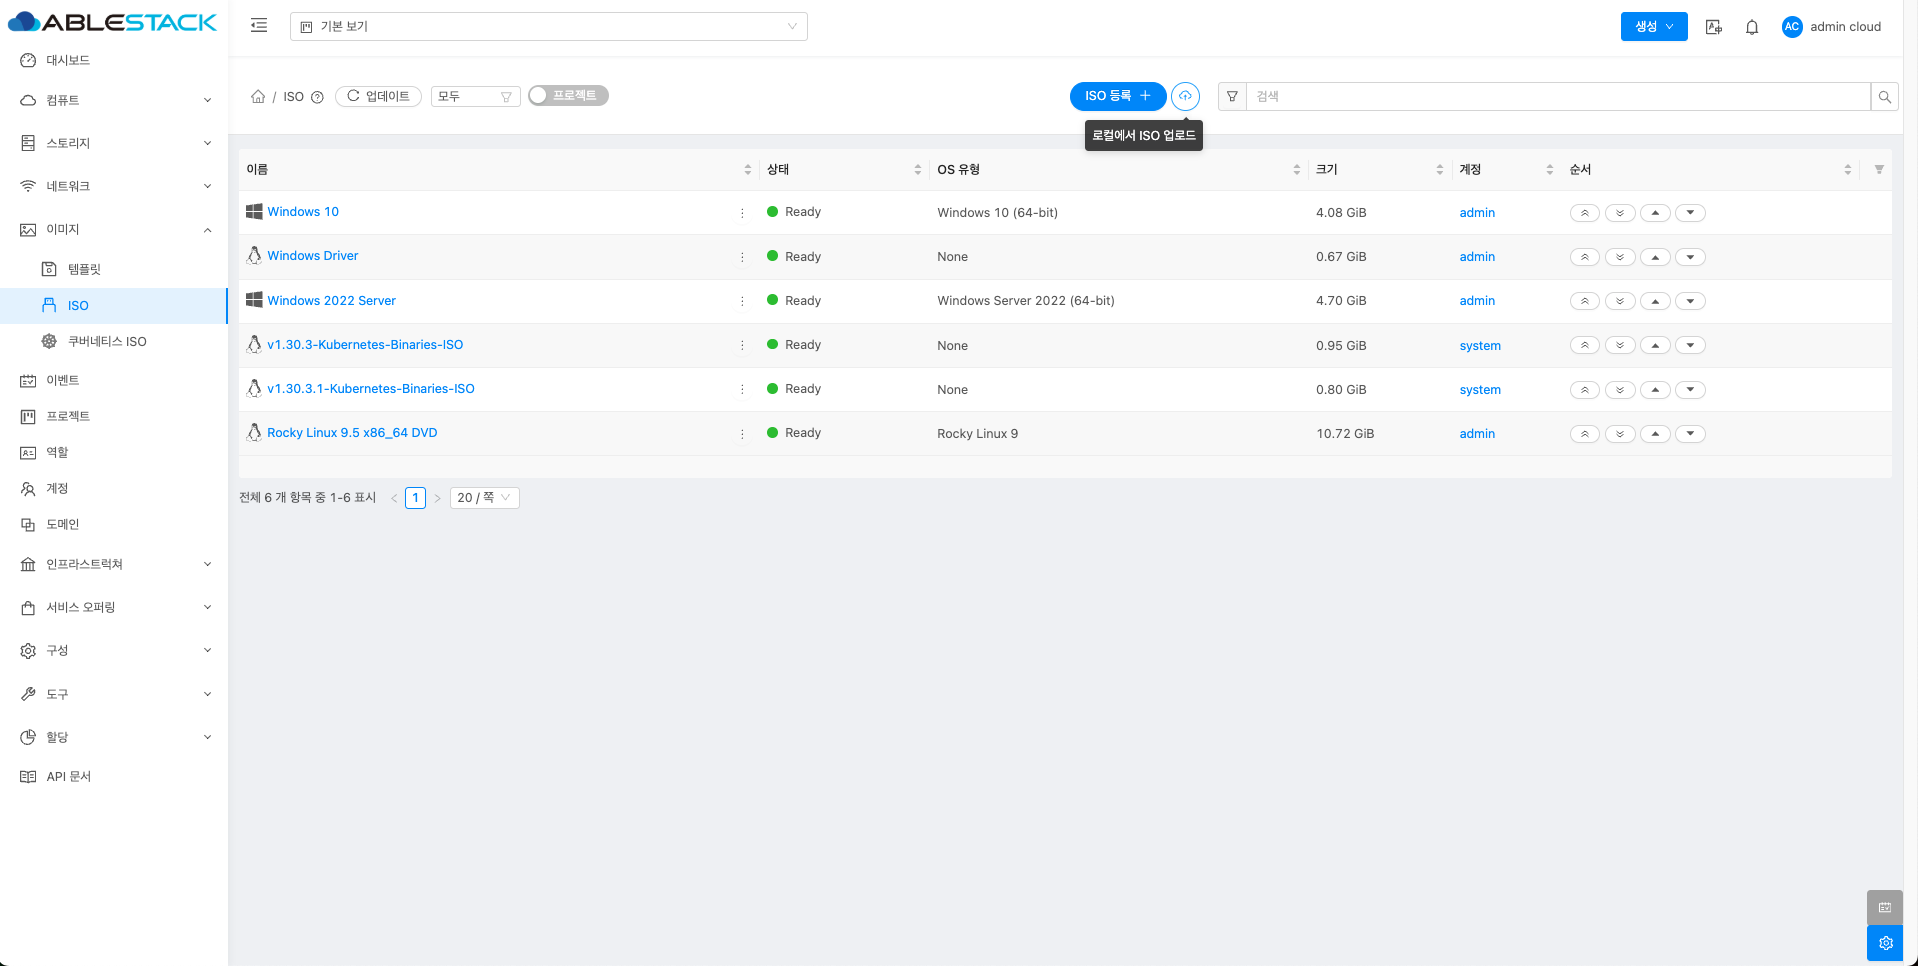 ABLESTACK
기본 보기
생성
AC admin cloud
대시보드
컴퓨트
스토리지
네트워크
이미지
템플릿
ISO
쿠버네티스 ISO
이벤트
프로젝트
역할
계정
도메인
인프라스트럭쳐
서비스 오퍼링
구성
도구
할당
API 문서
/ ISO 업데이트 모두 프로젝트
ISO 등록 검색
로컬에서 ISO 업로드
이름 상태 OS 유형 크기 계정 순서
Windows 10 Ready Windows 10 (64-bit) 4.08 GiB admin
Windows Driver Ready None 0.67 GiB admin
Windows 2022 Server Ready Windows Server 2022 (64-bit) 4.70 GiB admin
v1.30.3-Kubernetes-Binaries-ISO Ready None 0.95 GiB system
v1.30.3.1-Kubernetes-Binaries-ISO Ready None 0.80 GiB system
Rocky Linux 9.5 x86_64 DVD Ready Rocky Linux 9 10.72 GiB admin
전체 6 개 항목 중 1-6 표시 < 1 > 20 / 쪽